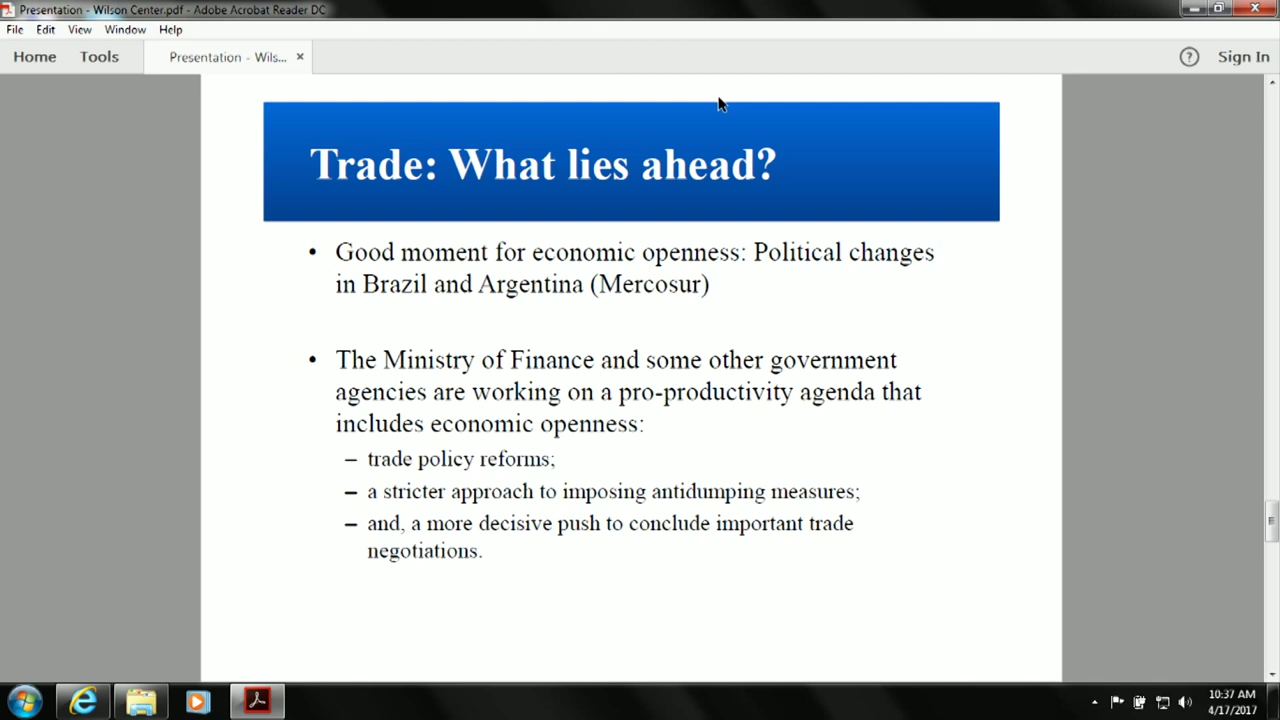 Presentation - Wilson Center.pdf - Adobe Acrobat Reader DC
File Edit View Window Help
Home Tools Presentation - Wils... × ? Sign In
Trade: What lies ahead?
• Good moment for economic openness: Political changes
in Brazil and Argentina (Mercosur)
• The Ministry of Finance and some other government
agencies are working on a pro-productivity agenda that
includes economic openness:
– trade policy reforms;
– a stricter approach to imposing antidumping measures;
– and, a more decisive push to conclude important trade
negotiations.
10:37 AM
4/17/2017